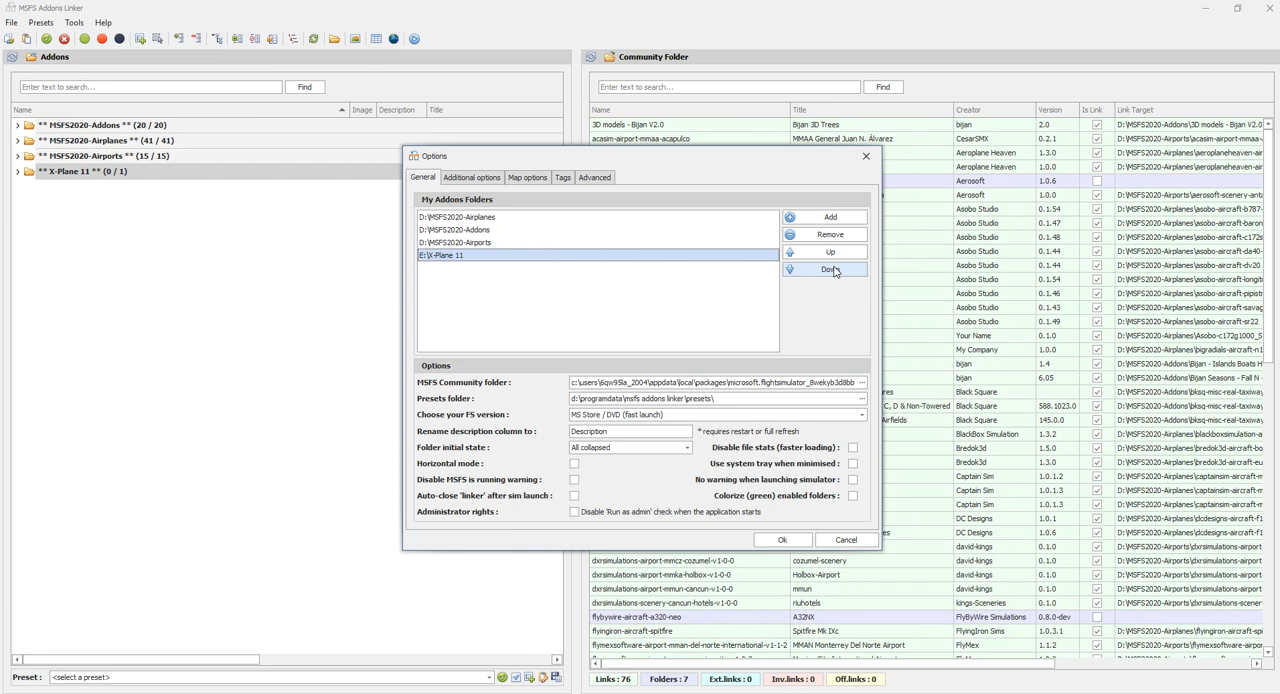 MSFS Addons Linker
File Presets Tools Help
Addons
Enter text to search... Find
Name Image Description Title
** MSFS2020-Addons ** (20 / 20)
** MSFS2020-Airplanes ** (41 / 41)
** MSFS2020-Airports ** (15 / 15)
** X-Plane 11 ** (0 / 1)
Preset : <select a preset>
Community Folder
Enter text to search... Find
Name Title Creator Version Is Link Link Target
3D models - Bijan V2.0 Bijan 3D Trees bijan 2.0 D:\MSFS2020-Addons\3D models - Bijan V2.0
acasim-airport-mmaa-acapulco MMAA General Juan N. Álvarez CesarSMX 0.2.1 D:\MSFS2020-Airports\acasim-airport-mmaa-
Aeroplane Heaven 1.3.0 D:\MSFS2020-Airplanes\aeroplaneheaven-air
Aeroplane Heaven 1.0.0 D:\MSFS2020-Airplanes\aeroplaneheaven-air
Aerosoft 1.0.6
Aerosoft 1.0.0 D:\MSFS2020-Airports\aerosoft-scenery-anta
Asobo Studio 0.1.54 D:\MSFS2020-Airplanes\asobo-aircraft-b787-
Asobo Studio 0.1.47 D:\MSFS2020-Airplanes\asobo-aircraft-baron
Asobo Studio 0.1.48 D:\MSFS2020-Airplanes\asobo-aircraft-c172s
Asobo Studio 0.1.44 D:\MSFS2020-Airplanes\asobo-aircraft-da40-
Asobo Studio 0.1.44 D:\MSFS2020-Airplanes\asobo-aircraft-dv20
Asobo Studio 0.1.54 D:\MSFS2020-Airplanes\asobo-aircraft-longit
Asobo Studio 0.1.46 D:\MSFS2020-Airplanes\asobo-aircraft-pipist
Asobo Studio 0.1.43 D:\MSFS2020-Airplanes\asobo-aircraft-savag
Asobo Studio 0.1.49 D:\MSFS2020-Airplanes\asobo-aircraft-sr22
Your Name 0.1.0 D:\MSFS2020-Airplanes\Asobo-c172g1000_S
My Company 1.0.0 D:\MSFS2020-Airplanes\bigradials-aircraft-n1
bijan 1.4 D:\MSFS2020-Addons\Bijan - Islands Boats H
bijan 6.05 D:\MSFS2020-Addons\Bijan Seasons - Fall N
res Black Square D:\MSFS2020-Addons\bksq-misc-real-taxiway
C, D & Non-Towered Black Square 588.1023.0 D:\MSFS2020-Addons\bksq-misc-real-taxiway
Airfields Black Square 145.0.0 D:\MSFS2020-Addons\bksq-misc-real-taxiway
BlackBox Simulation 1.3.2 D:\MSFS2020-Airplanes\blackboxsimulation-a
Bredok3d 1.5.0 D:\MSFS2020-Airplanes\bredok3d-aircraft-bo
Bredok3d 1.3.0 D:\MSFS2020-Airplanes\bredok3d-aircraft-eu
Captain Sim 1.0.1.2 D:\MSFS2020-Airplanes\captainsim-aircraft-
Captain Sim 1.0.1.3 D:\MSFS2020-Airplanes\captainsim-aircraft-
Captain Sim 1.0.1.3 D:\MSFS2020-Airplanes\captainsim-aircraft-
DC Designs 1.0.1 D:\MSFS2020-Airplanes\dcdesigns-aircraft-f1
es DC Designs 1.0.6 D:\MSFS2020-Airplanes\dcdesigns-aircraft-f1
david-kings 0.1.0 D:\MSFS2020-Airports\dxrsimulations-airport
dxrsimulations-airport-mmcz-cozumel-v1-0-0 cozumel-scenery david-kings 0.1.0 D:\MSFS2020-Airports\dxrsimulations-airport
dxrsimulations-airport-mmka-holbox-v1-0-0 Holbox-Airport david-kings 0.1.0 D:\MSFS2020-Airports\dxrsimulations-airport
dxrsimulations-airport-mmun-cancun-v1-0-0 mmun david-kings 0.1.0 D:\MSFS2020-Airports\dxrsimulations-airport
dxrsimulations-scenery-cancun-hotels-v1-0-0 riuhotels kings-Sceneries 0.1.0 D:\MSFS2020-Airports\dxrsimulations-scener
flybywire-aircraft-a320-neo A32NX FlyByWire Simulations 0.8.0-dev
flyingiron-aircraft-spitfire Spitfire Mk IXc FlyingIron Sims 1.0.3.1 D:\MSFS2020-Airplanes\flyingiron-aircraft-spi
flymexsoftware-airport-mman-del-norte-international-v1-1-2 MMAN Monterrey Del Norte Airport FlyMex 1.1.2 D:\MSFS2020-Airports\flymexsoftware-airpor
Links : 76 Folders : 7 Ext.links : 0 Inv.links : 0 Off.links : 0
Options
General Additional options Map options Tags Advanced
My Addons Folders
D:\MSFS2020-Airplanes
D:\MSFS2020-Addons
D:\MSFS2020-Airports
E:\X-Plane 11
Add
Remove
Up
Down
Options
MSFS Community folder : c:\users\6qw95la_2004\appdata\local\packages\microsoft.flightsimulator_8wekyb3d8bb ...
Presets folder : d:\programdata\msfs addons linker\presets\ ...
Choose your FS version : MS Store / DVD (fast launch)
Rename description column to : Description * requires restart or full refresh
Folder initial state : All collapsed Disable file stats (faster loading) :
Horizontal mode : Use system tray when minimised :
Disable MSFS is running warning : No warning when launching simulator :
Auto-close 'linker' after sim launch : Colorize (green) enabled folders :
Administrator rights : Disable 'Run as admin' check when the application starts
Ok Cancel